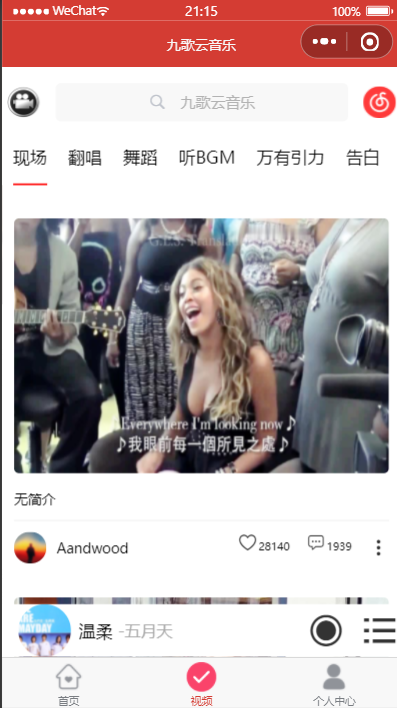 WeChat 21:15 100%
九歌云音乐
九歌云音乐
现场 翻唱 舞蹈 听BGM 万有引力 告白
♪Everywhere I'm looking now♪
♪我眼前每一個所見之處♪
无简介
Aandwood 28140 1939
MAYDAY
温柔 -五月天
首页 视频 个人中心